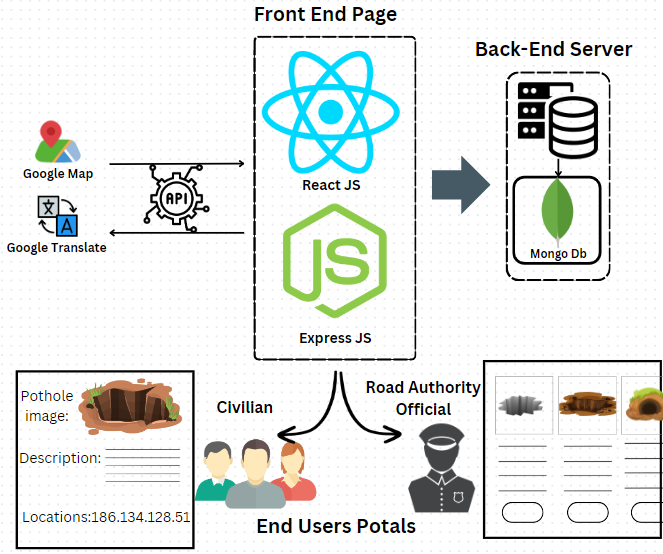 Front End Page
Back-End Server
Google Map
API
React JS
Google Translate
文
A
JS
Mongo Db
Express JS
Pothole
image:
Civilian
Road Authority
Official
Description:
Locations:186.134.128.51
End Users Potals